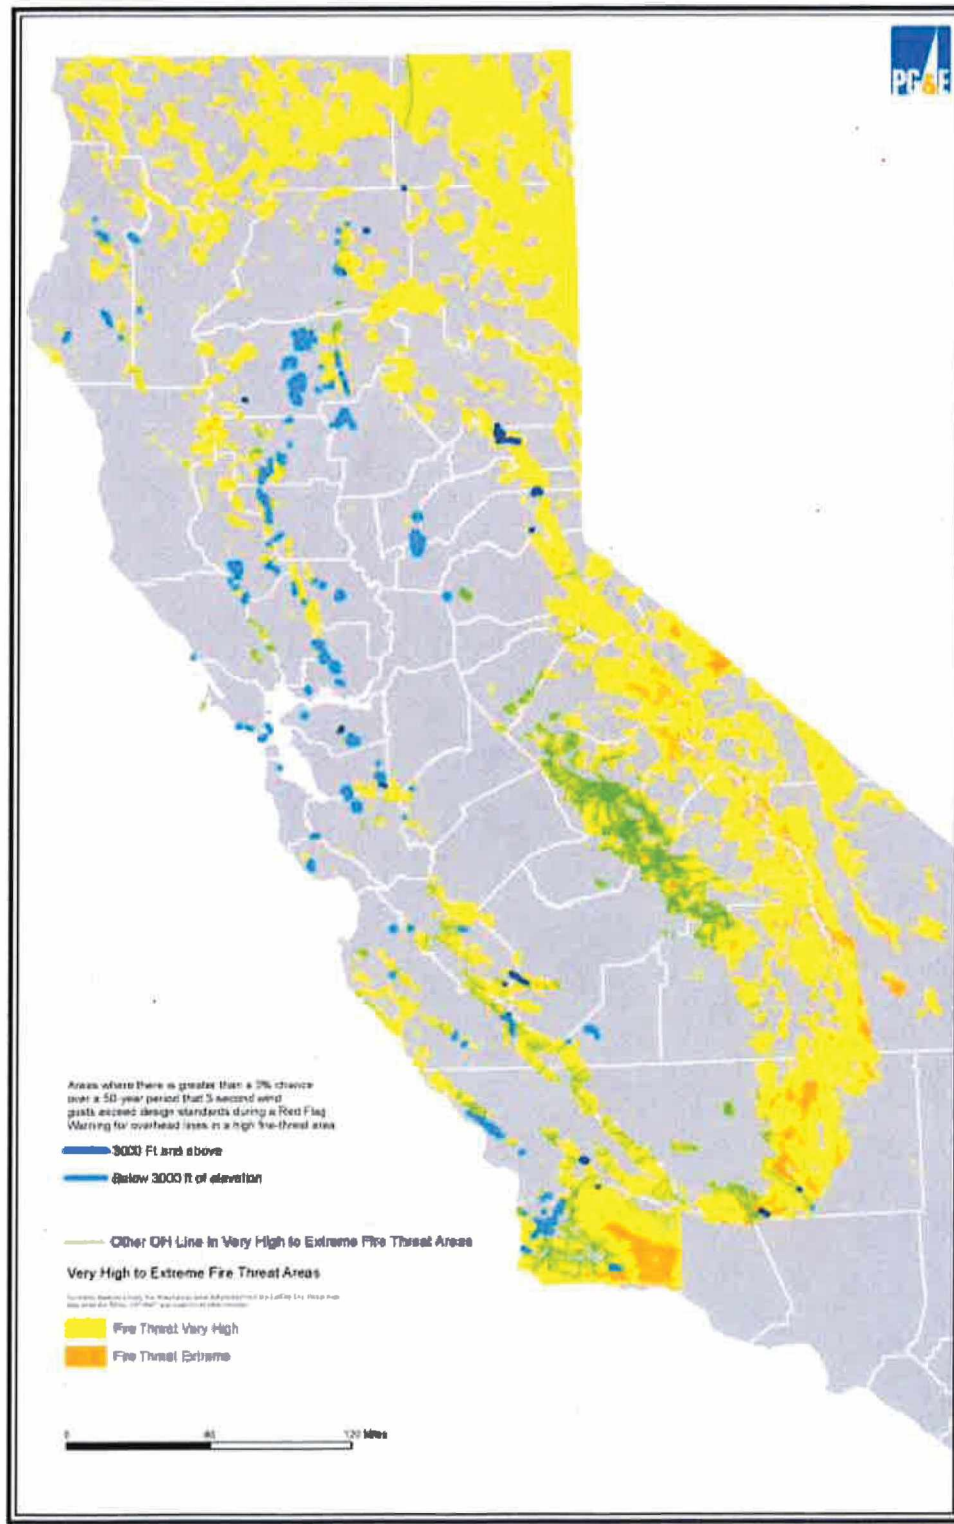 PG&E
Areas where there is greater than a 3% chance
over a 50-year period that 3 second wind
gusts exceed design standards during a Red Flag
Warning for overhead lines in a high fire-threat area
3000 Ft and above
Below 3000 ft of elevation
Other OH Line in Very High to Extreme Fire Threat Areas
Very High to Extreme Fire Threat Areas
Fire Threat Very High
Fire Threat Extreme
0 120 Miles